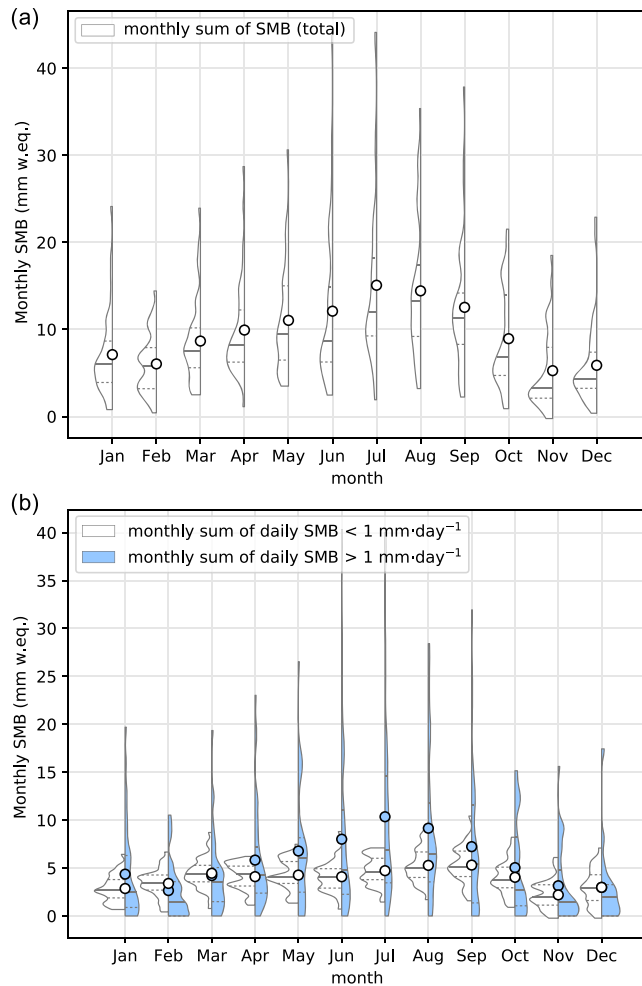 (a)
monthly sum of SMB (total)
40
30
20
10
0
Monthly SMB (mm w.eq.)
Jan Feb Mar Apr May Jun Jul Aug Sep Oct Nov Dec
month
(b)
monthly sum of daily SMB < 1 mm·day⁻¹
monthly sum of daily SMB > 1 mm·day⁻¹
40
35
30
25
20
15
10
5
0
Monthly SMB (mm w.eq.)
Jan Feb Mar Apr May Jun Jul Aug Sep Oct Nov Dec
month